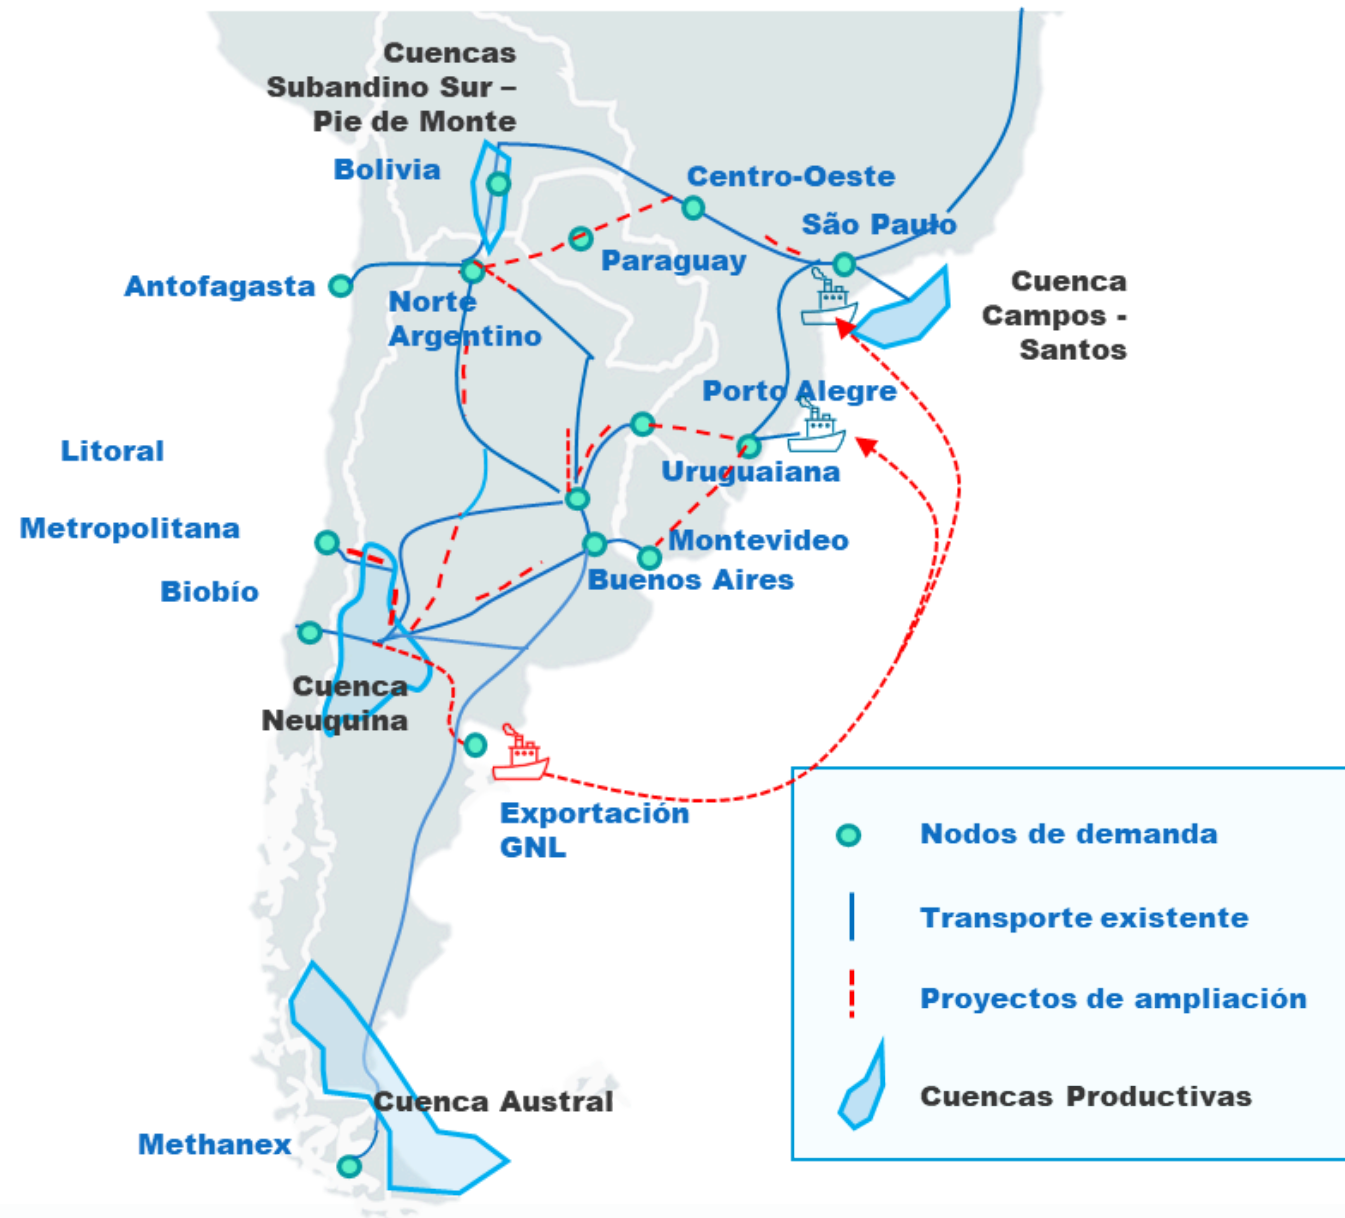 Cuencas
Subandino Sur –
Pie de Monte
Bolivia
Centro-Oeste
São Paulo
Paraguay
Antofagasta
Norte
Argentino
Cuenca
Campos -
Santos
Porto Alegre
Litoral
Uruguaiana
Metropolitana
Montevideo
Buenos Aires
Biobío
Cuenca
Neuquina
Exportación
GNL
Nodos de demanda
Transporte existente
Proyectos de ampliación
Cuencas Productivas
Cuenca Austral
Methanex